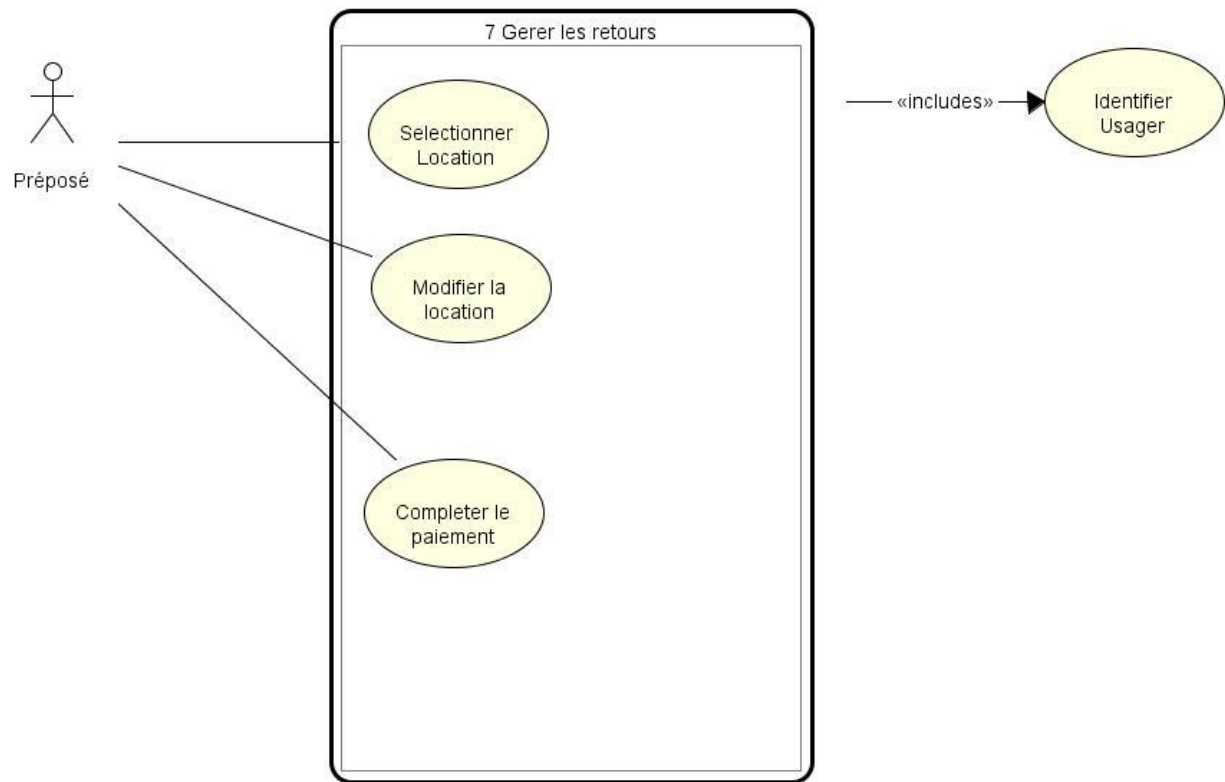 7 Gerer les retours
Préposé
Selectionner
Location
Modifier la
location
Completer le
paiement
«includes»
Identifier
Usager